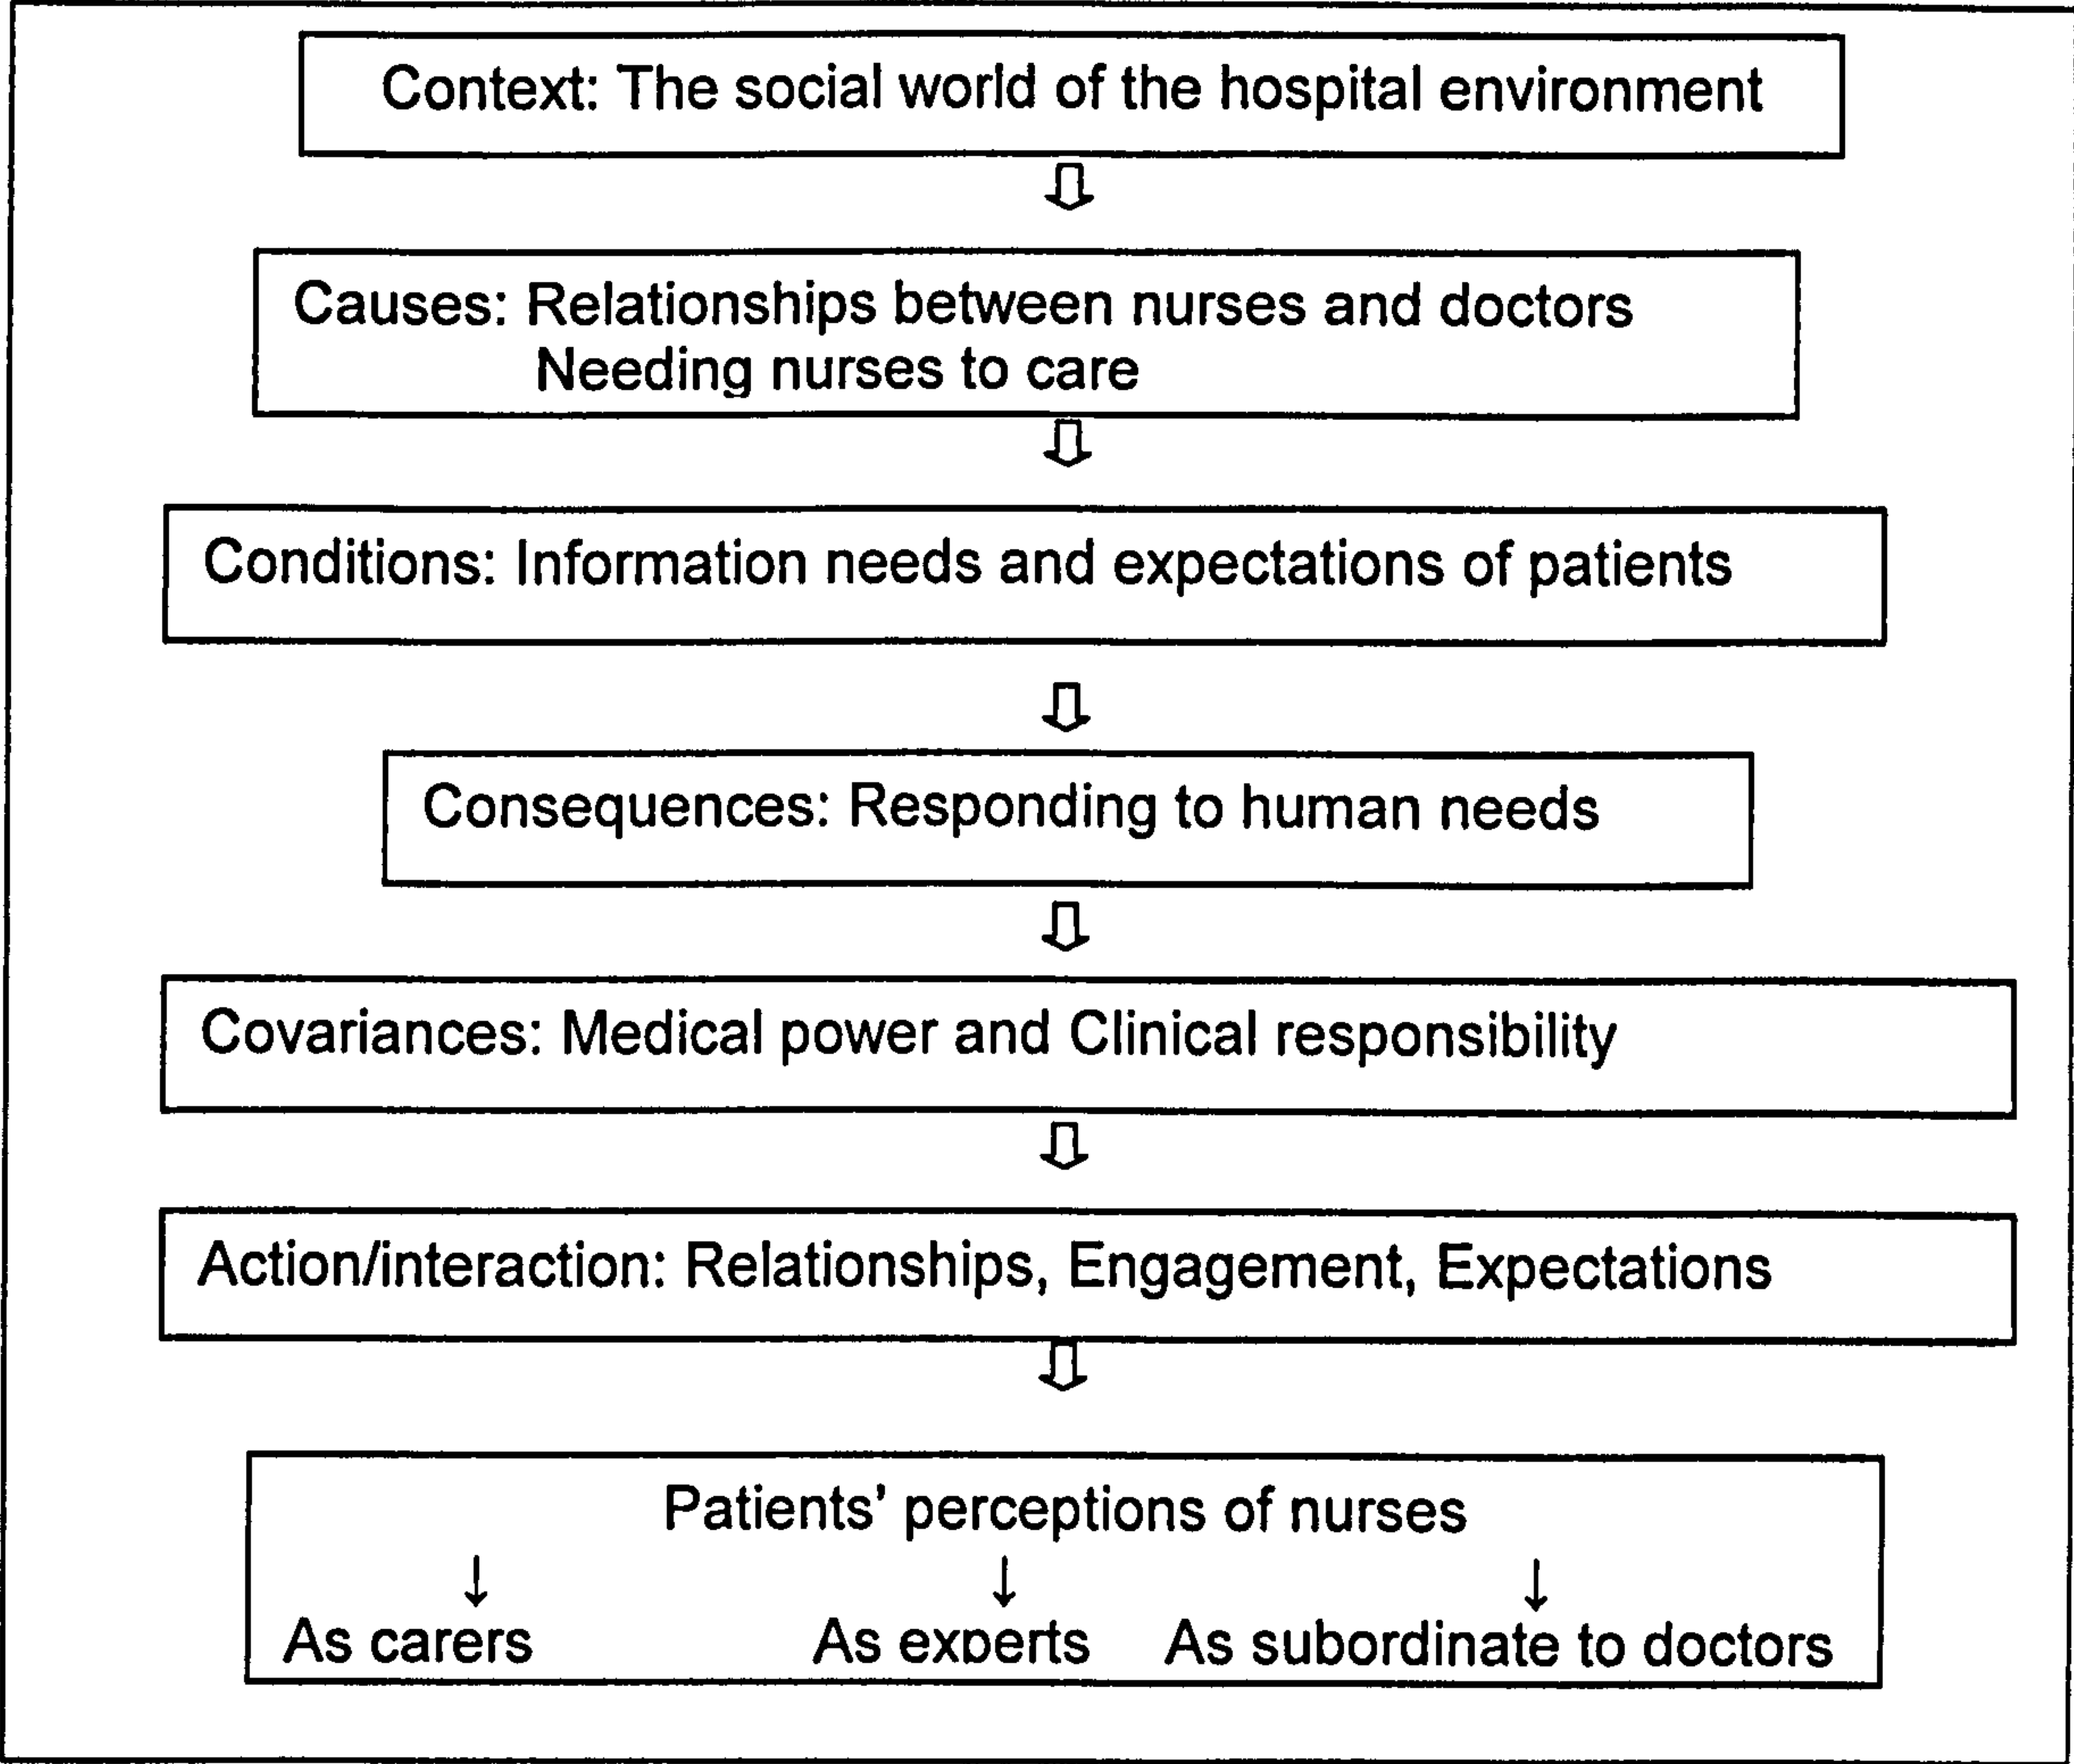 Context: The social world of the hospital environment
Causes: Relationships between nurses and doctors
Needing nurses to care
Conditions: Information needs and expectations of patients
Consequences: Responding to human needs
Covariances: Medical power and Clinical responsibility
Action/interaction: Relationships, Engagement, Expectations
Patients' perceptions of nurses
As carers As experts As subordinate to doctors